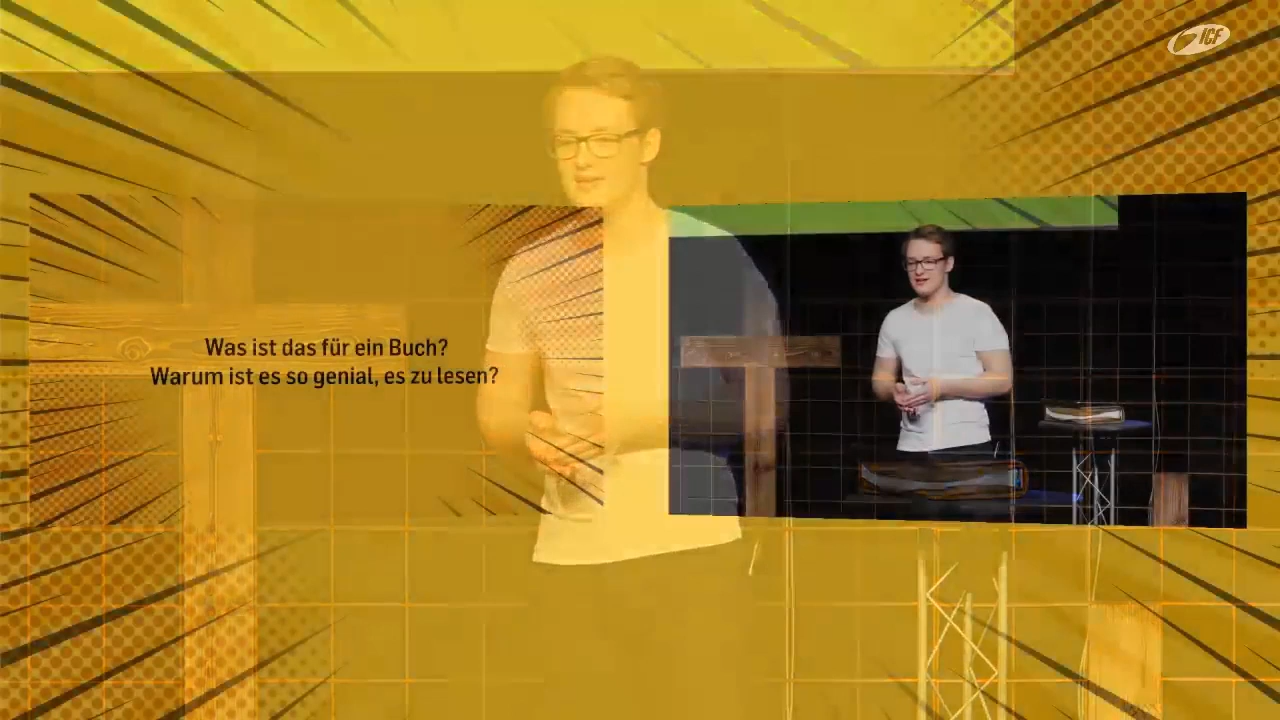 ICF
Was ist das für ein Buch?
Warum ist es so genial, es zu lesen?